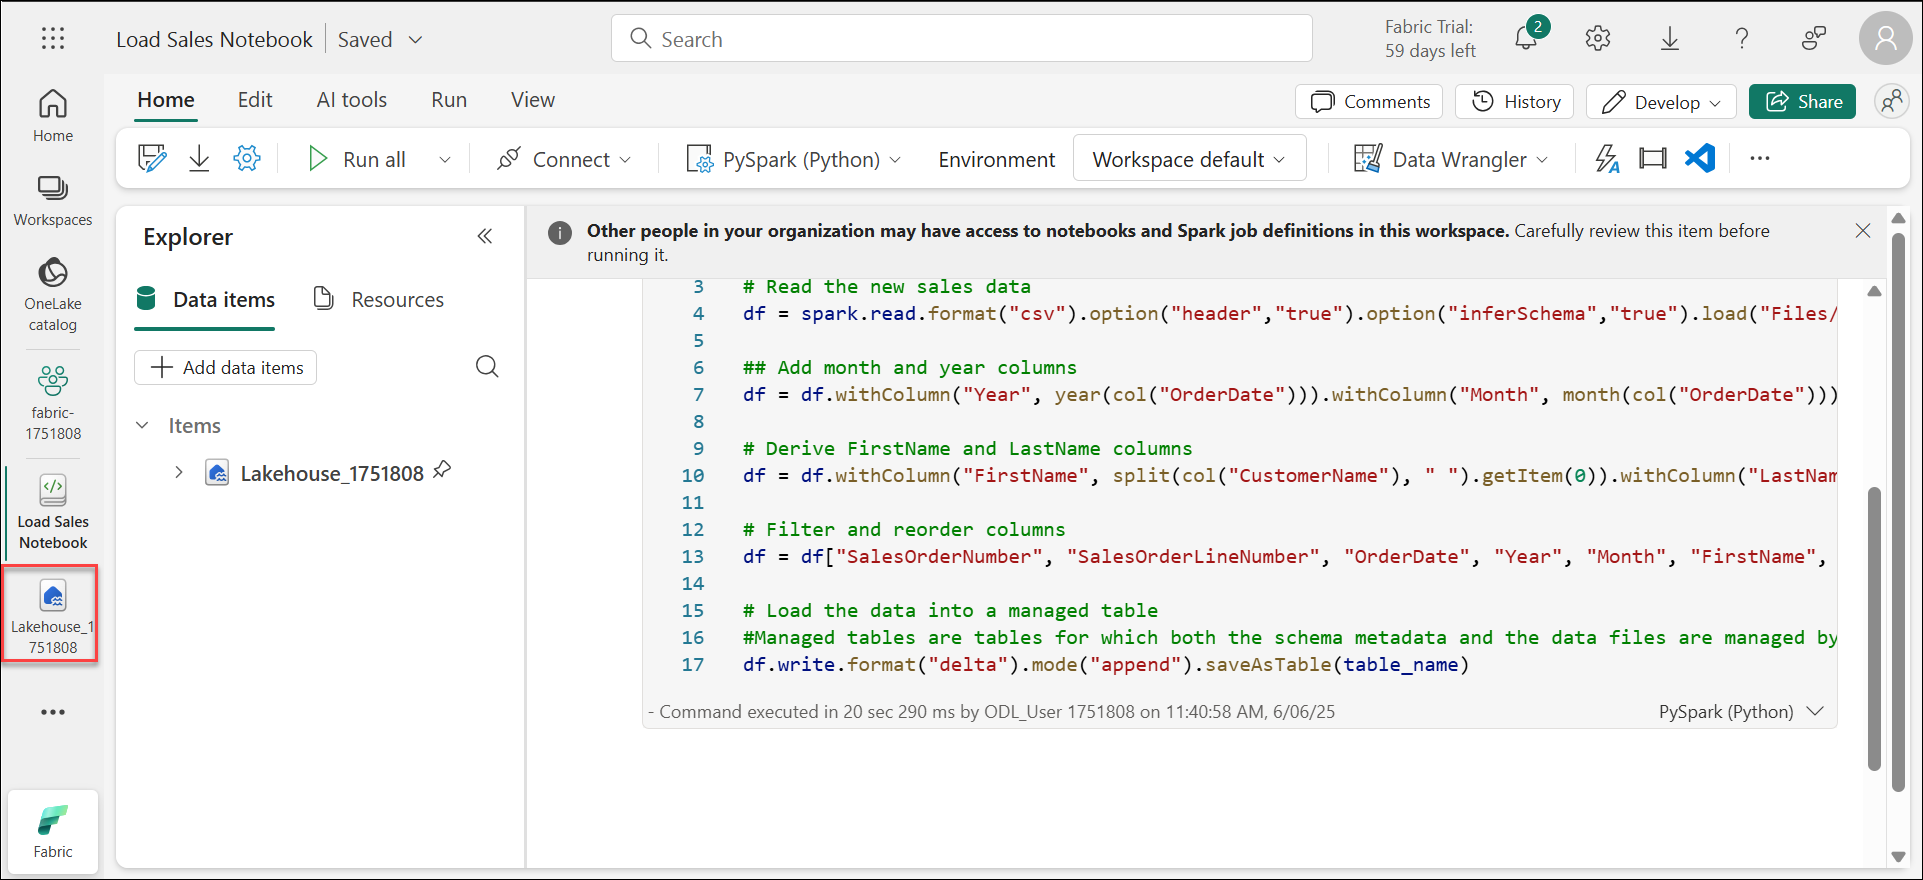 Load Sales Notebook
Saved
Search
Fabric Trial:
59 days left
2
Home
Edit
AI tools
Run
View
Comments
History
Develop
Share
Run all
Connect
PySpark (Python)
Environment
Workspace default
Data Wrangler
Home
Workspaces
OneLake
catalog
fabric-
1751808
Load Sales
Notebook
Lakehouse_1
751808
Fabric
Explorer
Data items
Resources
Add data items
Items
Lakehouse_1751808
Other people in your organization may have access to notebooks and Spark job definitions in this workspace. Carefully review this item before
running it.
3 # Read the new sales data
4 df = spark.read.format("csv").option("header","true").option("inferSchema","true").load("Files/
5
6 ## Add month and year columns
7 df = df.withColumn("Year", year(col("OrderDate"))).withColumn("Month", month(col("OrderDate")))
8
9 # Derive FirstName and LastName columns
10 df = df.withColumn("FirstName", split(col("CustomerName"), " ").getItem(0)).withColumn("LastNam
11
12 # Filter and reorder columns
13 df = df["SalesOrderNumber", "SalesOrderLineNumber", "OrderDate", "Year", "Month", "FirstName",
14
15 # Load the data into a managed table
16 #Managed tables are tables for which both the schema metadata and the data files are managed by
17 df.write.format("delta").mode("append").saveAsTable(table_name)
- Command executed in 20 sec 290 ms by ODL_User 1751808 on 11:40:58 AM, 6/06/25
PySpark (Python)